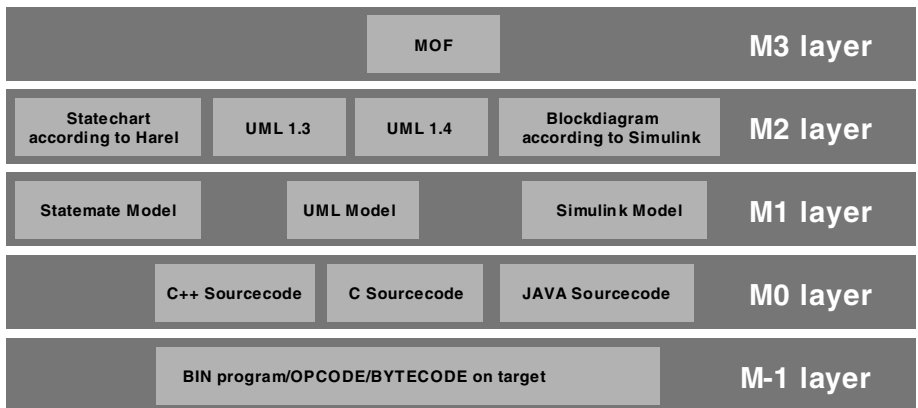 MOF
M3 layer
Statechart
according to Harel
UML 1.3
UML 1.4
Blockdiagram
according to Simulink
M2 layer
Statemate Model
UML Model
Simulink Model
M1 layer
C++ Sourcecode
C Sourcecode
JAVA Sourcecode
M0 layer
BIN program/OPCODE/BYTECODE on target
M-1 layer